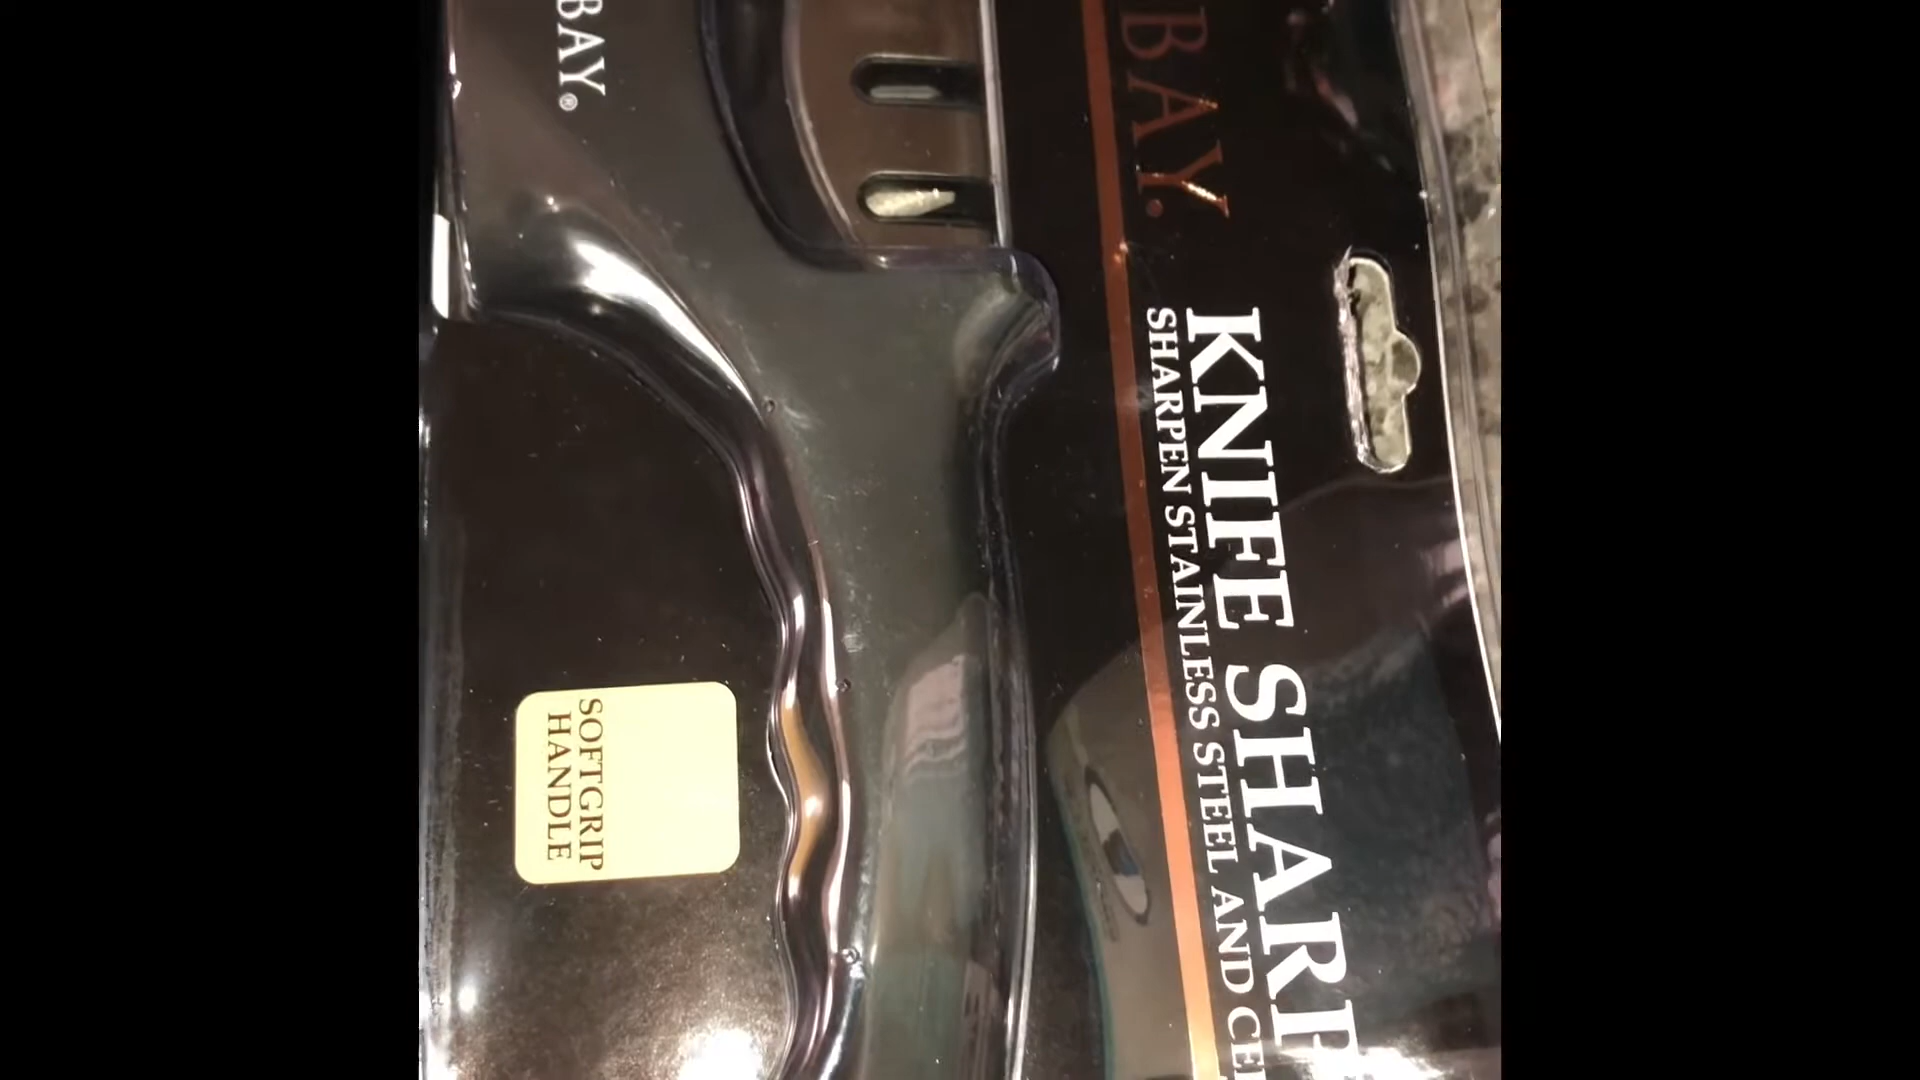 BAY.
KNIFE SHARP
SHARPEN STAINLESS STEEL AND CE
BAY®
SOFTGRIP
HANDLE